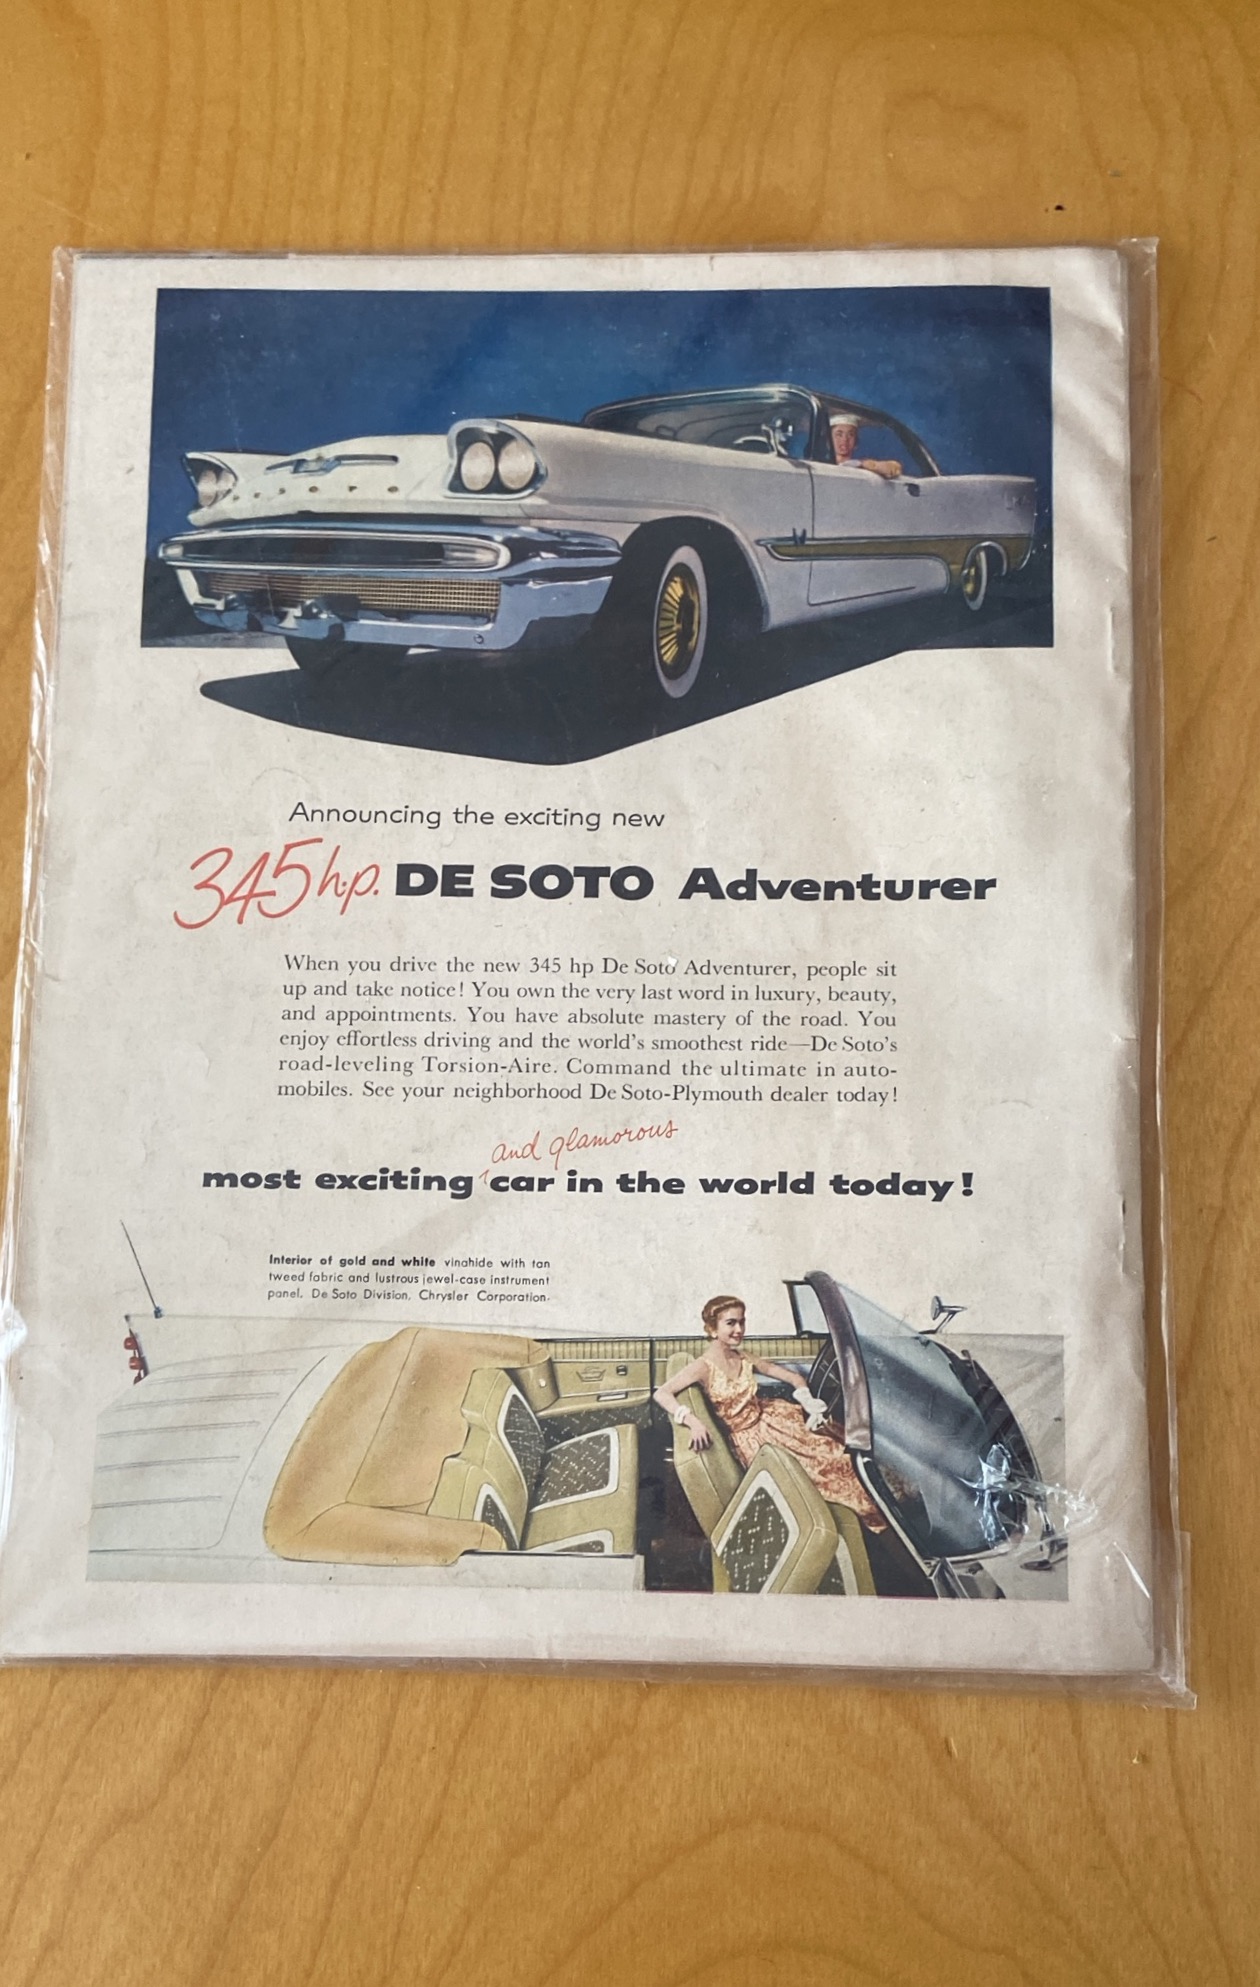 DE SOTO
Announcing the exciting new
345 h.p. DE SOTO Adventurer
When you drive the new 345 hp De Soto Adventurer, people sit
up and take notice! You own the very last word in luxury, beauty,
and appointments. You have absolute mastery of the road. You
enjoy effortless driving and the world's smoothest ride—De Soto's
road-leveling Torsion-Aire. Command the ultimate in auto-
mobiles. See your neighborhood De Soto-Plymouth dealer today!
and glamorous
most exciting car in the world today!
Interior of gold and white vinahide with tan
tweed fabric and lustrous jewel-case instrument
panel. De Soto Division, Chrysler Corporation.